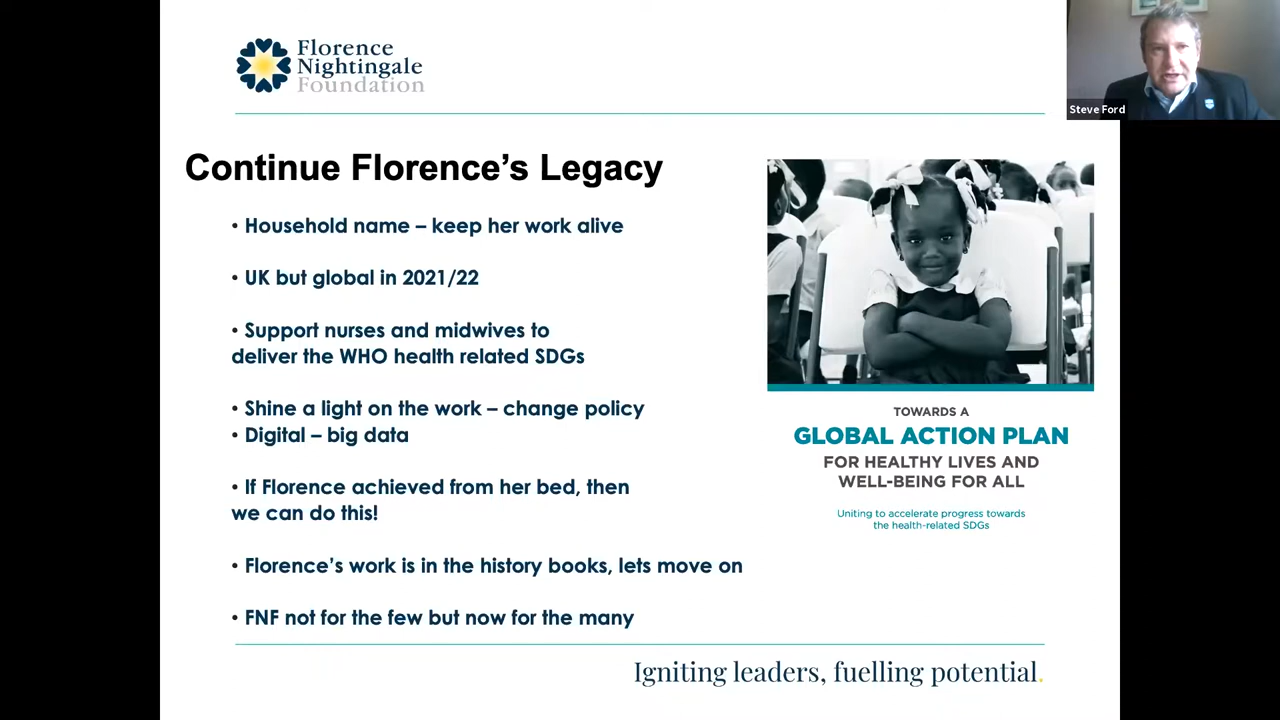 Florence
Nightingale
Foundation
Steve Ford
Continue Florence's Legacy
• Household name – keep her work alive
• UK but global in 2021/22
• Support nurses and midwives to
deliver the WHO health related SDGs
• Shine a light on the work – change policy
• Digital – big data
• If Florence achieved from her bed, then
we can do this!
• Florence's work is in the history books, lets move on
• FNF not for the few but now for the many
TOWARDS A
GLOBAL ACTION PLAN
FOR HEALTHY LIVES AND
WELL-BEING FOR ALL
Uniting to accelerate progress towards
the health-related SDGs
Igniting leaders, fuelling potential.